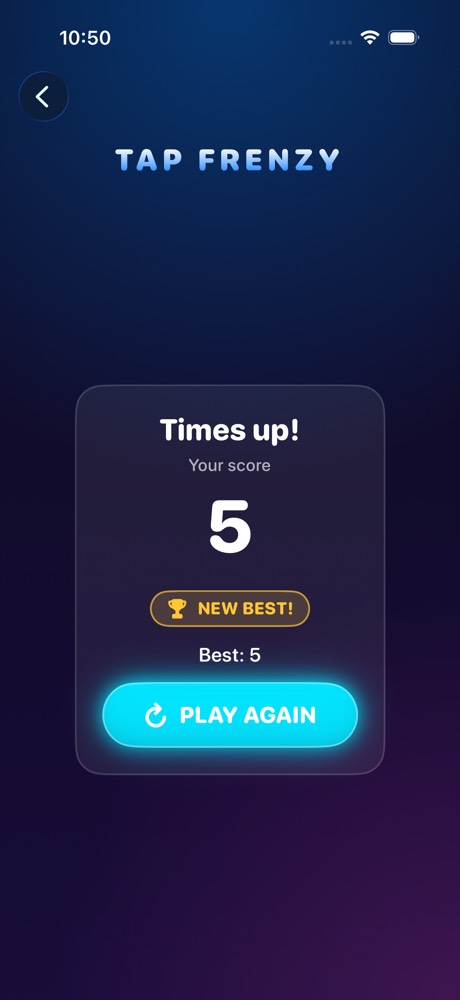 10:50
TAP FRENZY
Times up!
Your score
5
NEW BEST!
Best: 5
PLAY AGAIN